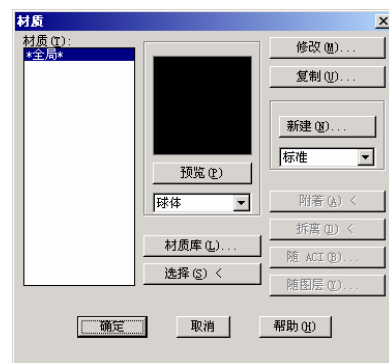 材质
材质(T):
*全局*
预览(P)
球体
材质库(L)...
选择(S) <
修改(M)...
复制(U)...
新建(N)...
标准
附着(A) <
拆离(D) <
随 ACI(B)...
随图层(Y)...
确定
取消
帮助(H)